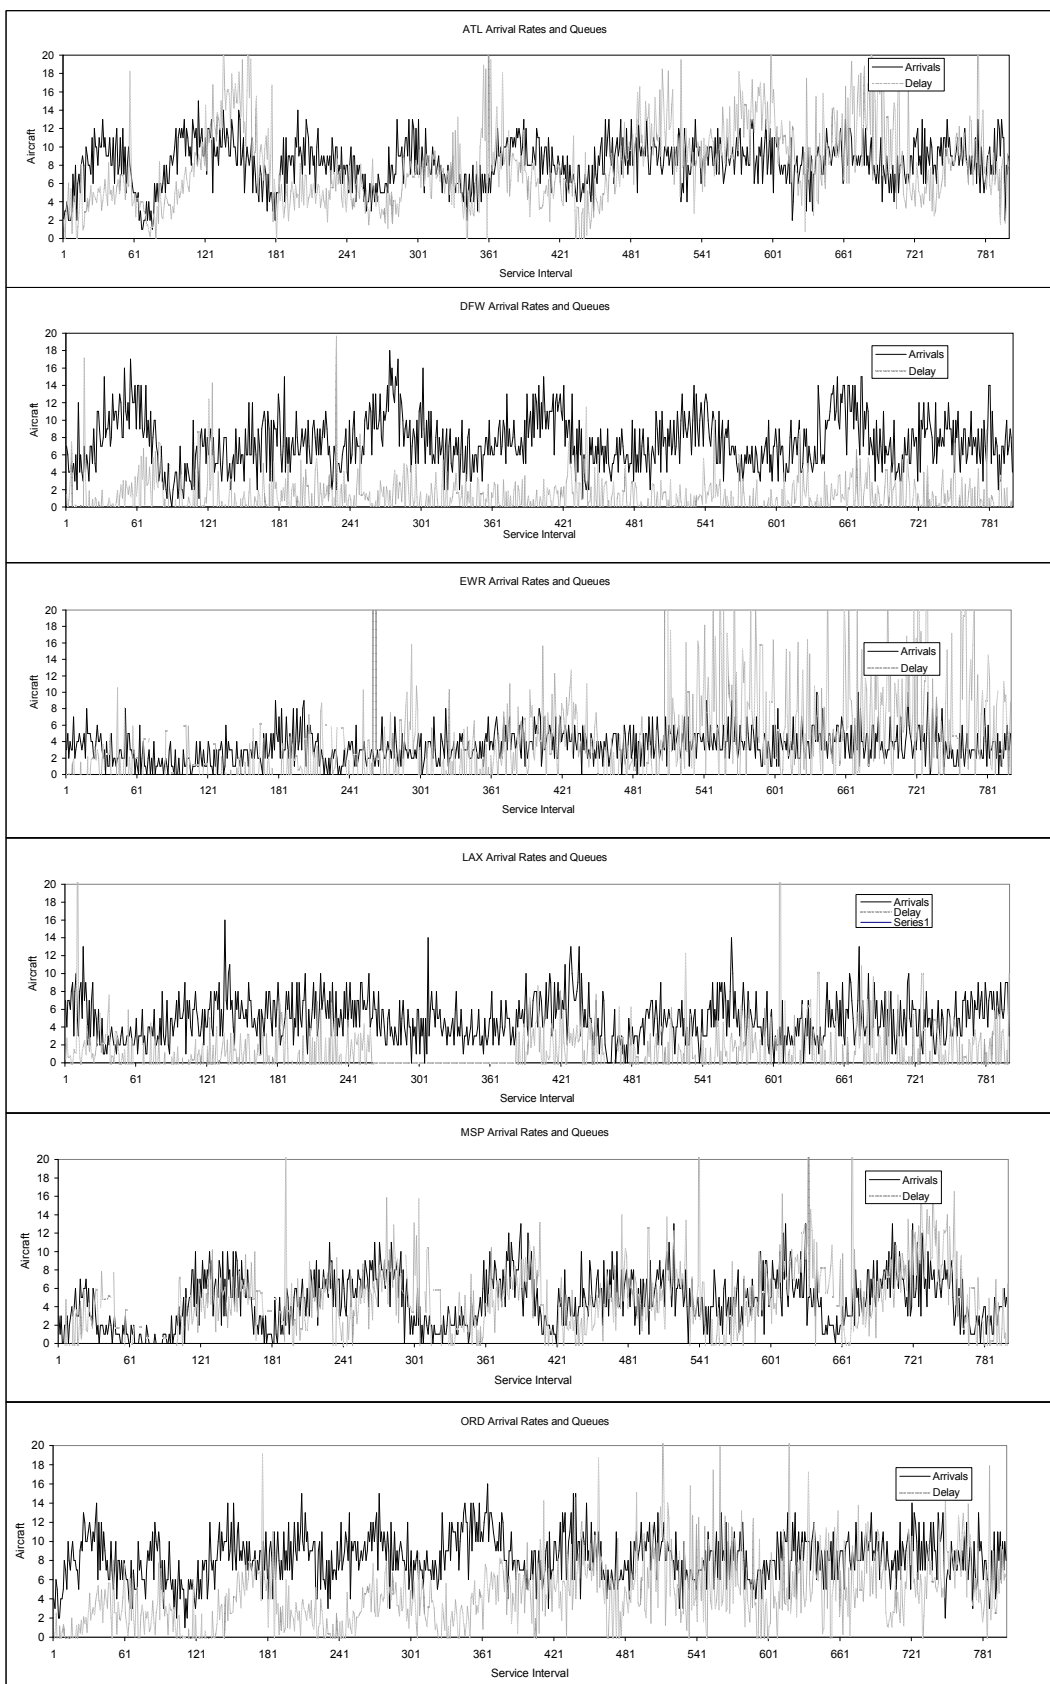 ATL Arrival Rates and Queues
20
18
16
14
12
10
8
6
4
2
0
Aircraft
Arrivals
Delay
1 61 121 181 241 301 361 421 481 541 601 661 721 781
Service Interval
DFW Arrival Rates and Queues
20
18
16
14
12
10
8
6
4
2
0
Aircraft
Arrivals
Delay
1 61 121 181 241 301 361 421 481 541 601 661 721 781
Service Interval
EWR Arrival Rates and Queues
20
18
16
14
12
10
8
6
4
2
0
Aircraft
Arrivals
Delay
1 61 121 181 241 301 361 421 481 541 601 661 721 781
Service Interval
LAX Arrival Rates and Queues
20
18
16
14
12
10
8
6
4
2
0
Aircraft
Arrivals
Delay
Series1
1 61 121 181 241 301 361 421 481 541 601 661 721 781
Service Interval
MSP Arrival Rates and Queues
20
18
16
14
12
10
8
6
4
2
0
Aircraft
Arrivals
Delay
1 61 121 181 241 301 361 421 481 541 601 661 721 781
Service Interval
ORD Arrival Rates and Queues
20
18
16
14
12
10
8
6
4
2
0
Aircraft
Arrivals
Delay
1 61 121 181 241 301 361 421 481 541 601 661 721 781
Service Interval